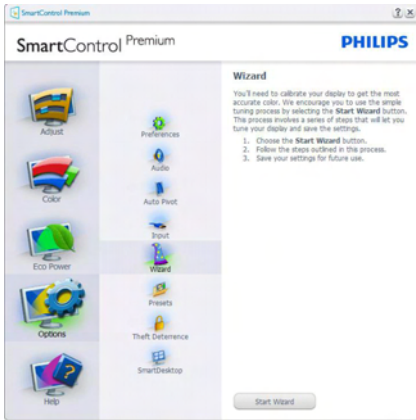 SmartControl Premium
SmartControl Premium
PHILIPS
Adjust
Color
Eco Power
Options
Help
Preferences
Audio
Auto Pivot
Input
Wizard
Presets
Theft Deterrence
SmartDesktop
Wizard
You'll need to calibrate your display to get the most
accurate color. We encourage you to use the simple
tuning process by selecting the Start Wizard button.
This process involves a series of steps that will let you
tune your display and save the settings.
1. Choose the Start Wizard button.
2. Follow the steps outlined in this process.
3. Save your settings for future use.
Start Wizard